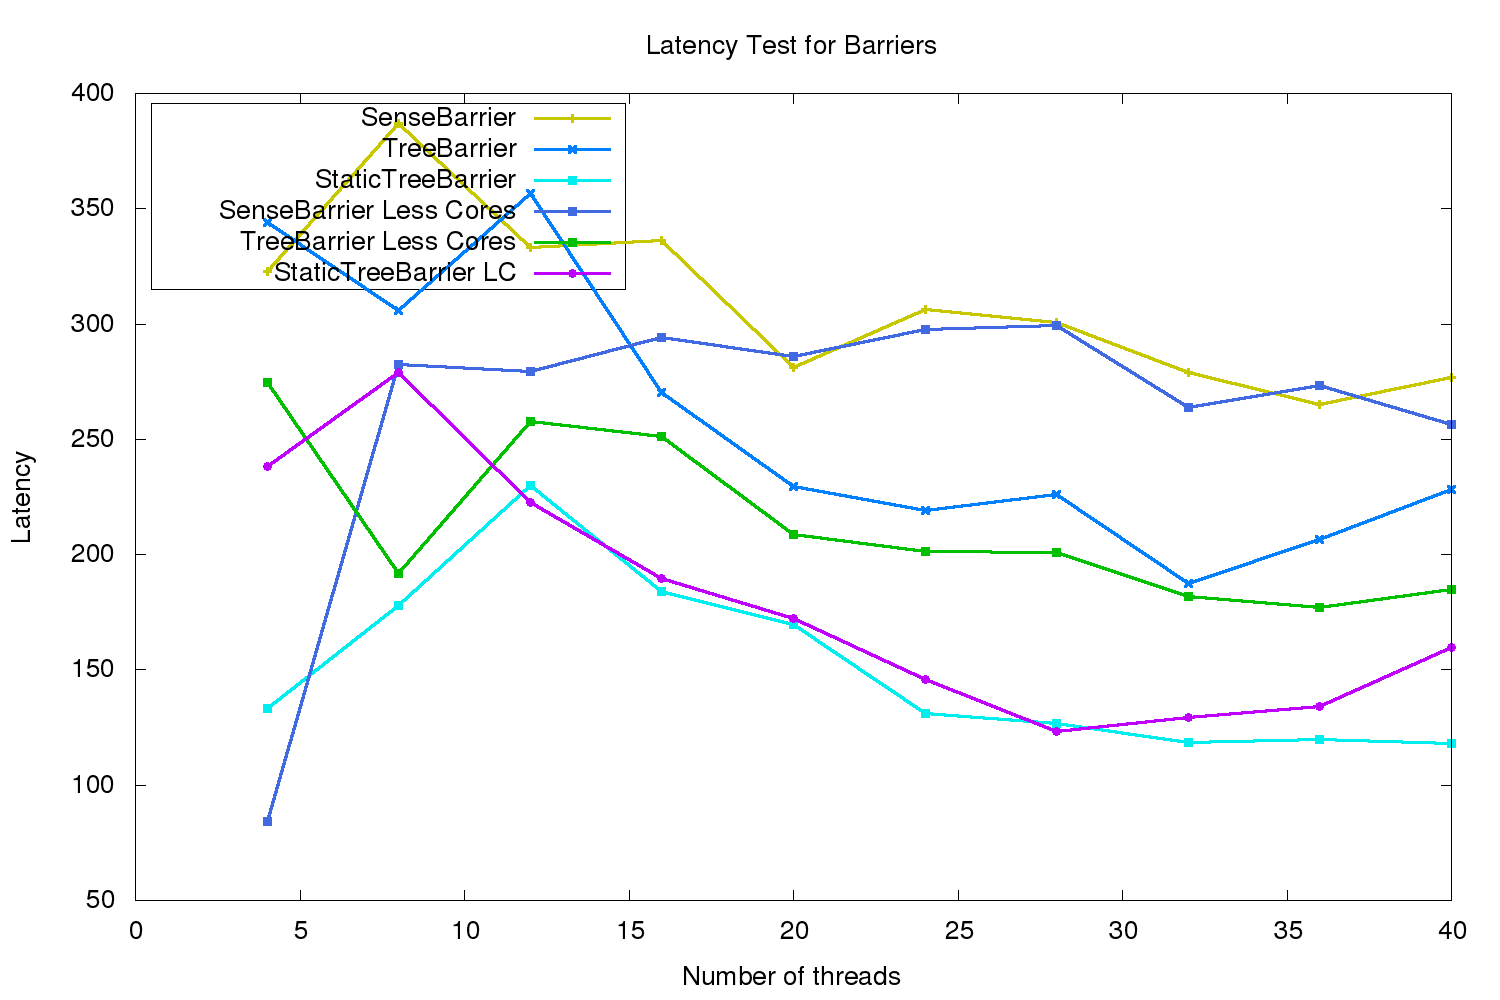 Latency Test for Barriers
400
350
300
250
200
150
100
50
Latency
SenseBarrier
TreeBarrier
StaticTreeBarrier
SenseBarrier Less Cores
TreeBarrier Less Cores
StaticTreeBarrier LC
0 5 10 15 20 25 30 35 40
Number of threads